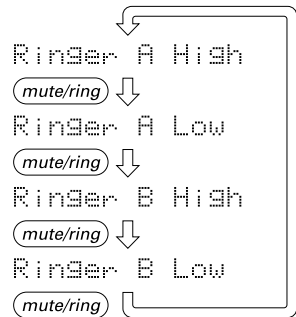 Ringer A High
mute/ring
Ringer A Low
mute/ring
Ringer B High
mute/ring
Ringer B Low
mute/ring